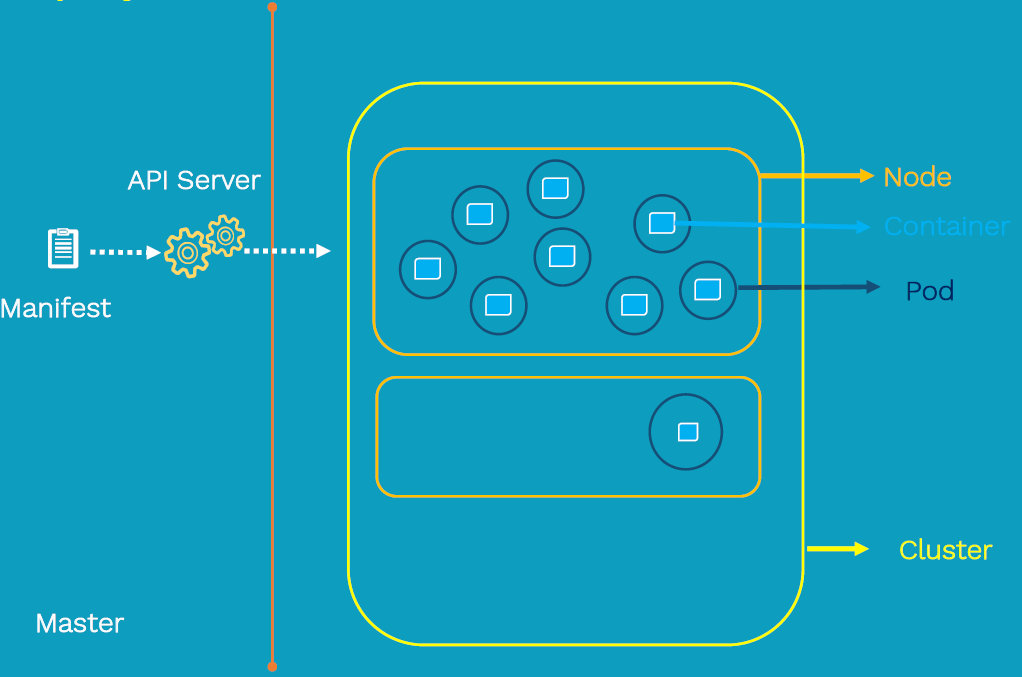 API Server
Manifest
Node
Container
Pod
Cluster
Master